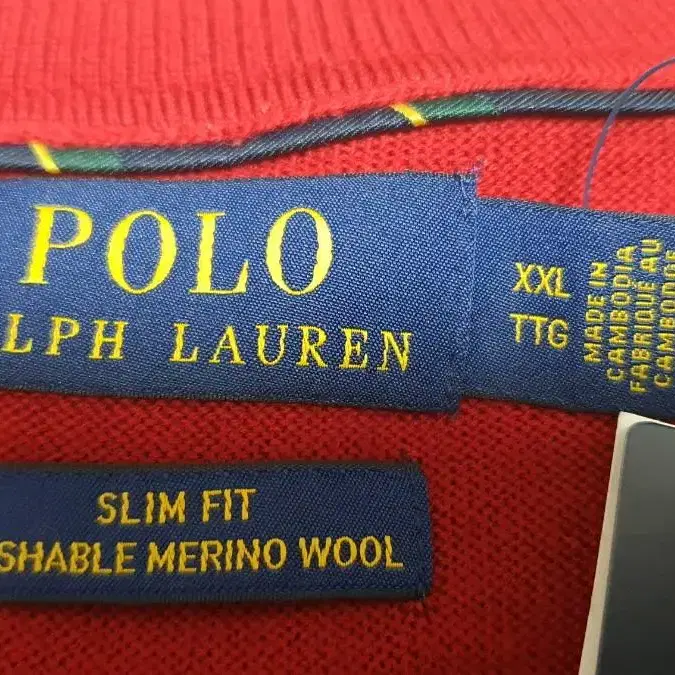 POLO
LPH LAUREN
XXL
TTG
MADE IN
CAMBODIA
FABRIQUÉ AU
CAMBODGE
SLIM FIT
SHABLE MERINO WOOL